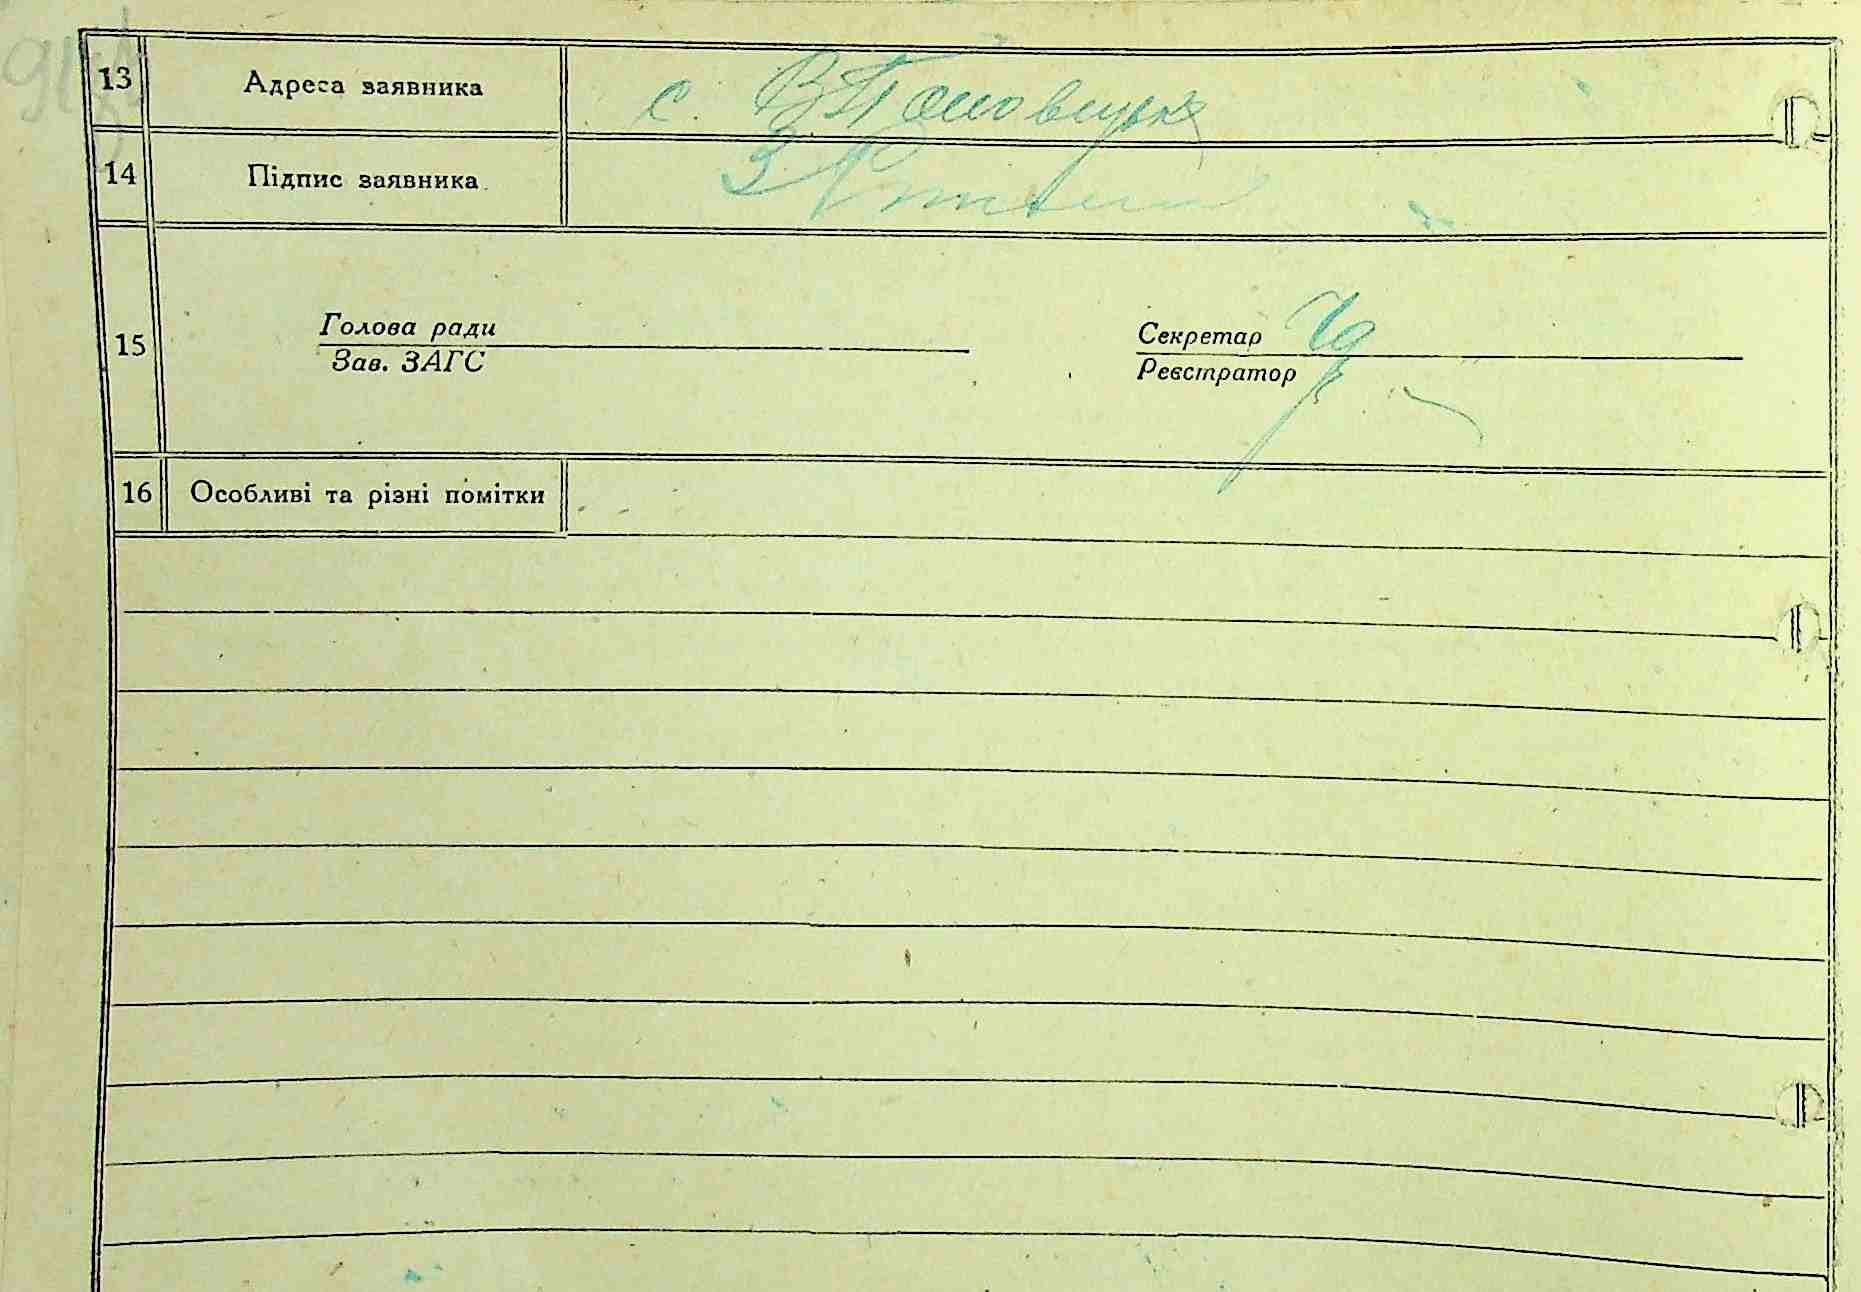 13 Адреса заявника с.
14 Підпис заявника
15 Голова ради Секретар
Зав. ЗАГС Реєстратор
16 Особливі та різні помітки